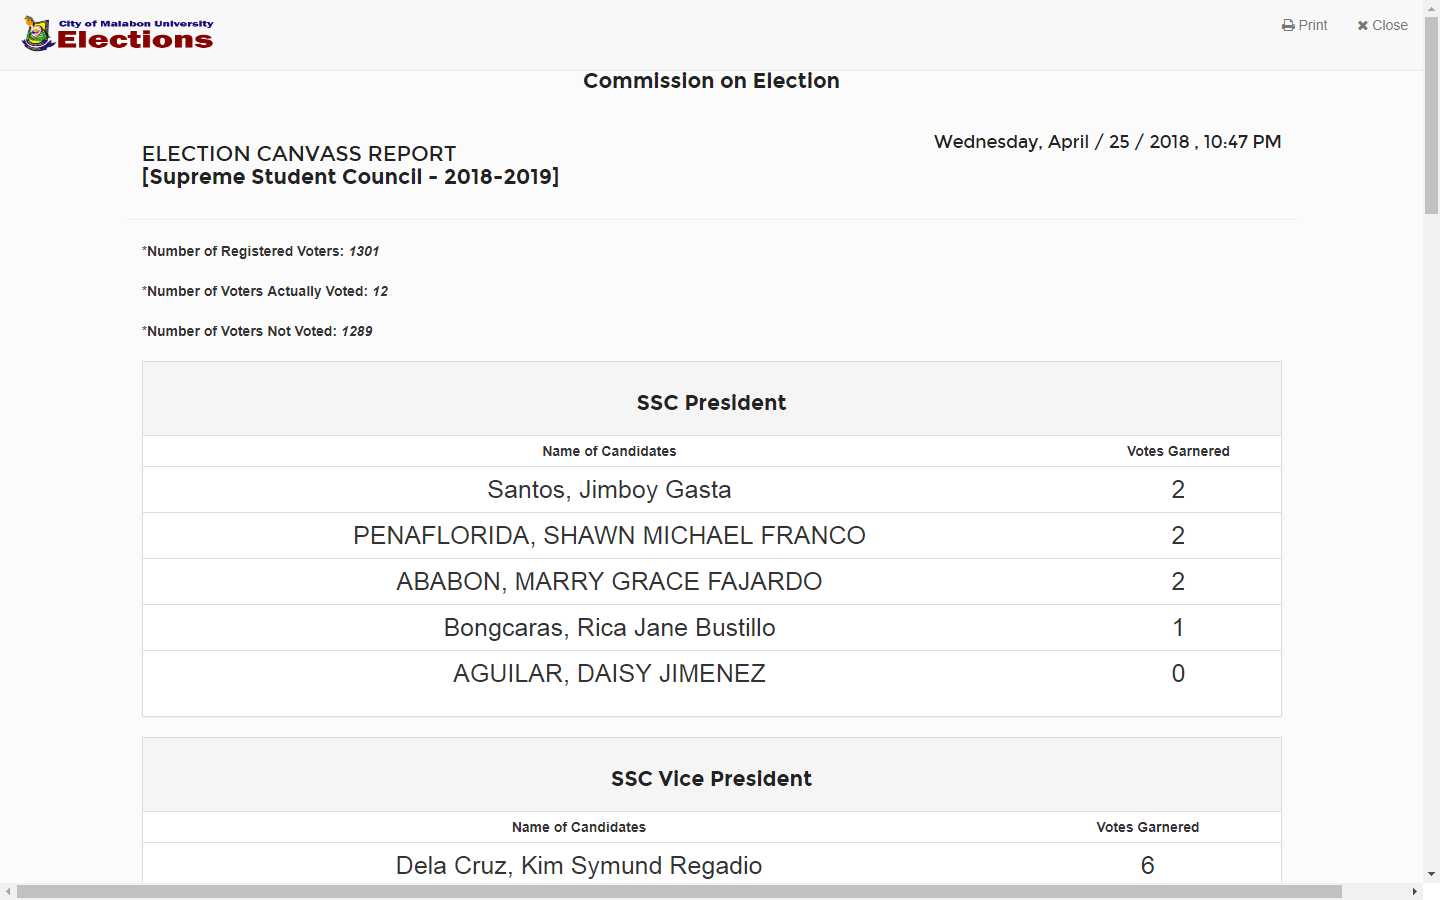 City of Malabon University
Elections
Print
Close
Commission on Election
Wednesday, April / 25 / 2018 , 10:47 PM
ELECTION CANVASS REPORT
[Supreme Student Council - 2018-2019]
*Number of Registered Voters: 1301
*Number of Voters Actually Voted: 12
*Number of Voters Not Voted: 1289
SSC President
Name of Candidates Votes Garnered
Santos, Jimboy Gasta 2
PENAFLORIDA, SHAWN MICHAEL FRANCO 2
ABABON, MARRY GRACE FAJARDO 2
Bongcaras, Rica Jane Bustillo 1
AGUILAR, DAISY JIMENEZ 0
SSC Vice President
Name of Candidates Votes Garnered
Dela Cruz, Kim Symund Regadio 6